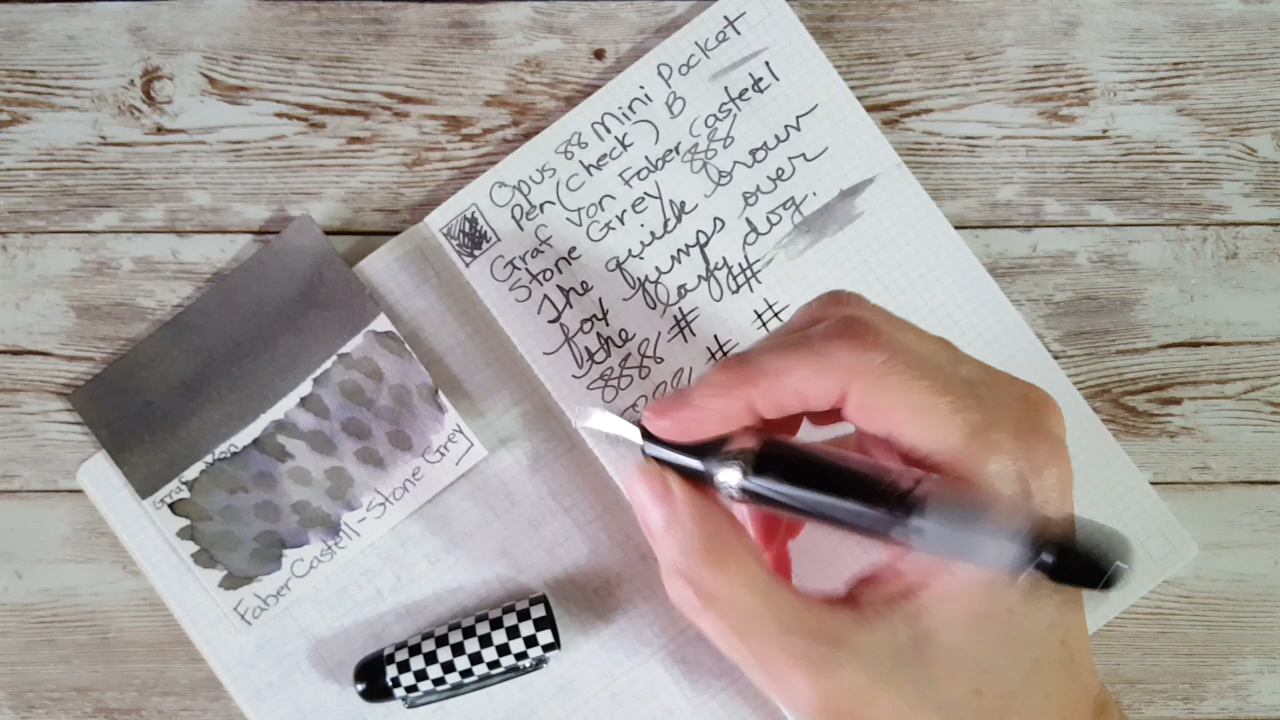 Opus 88 Mini Pocket
Pen (Check) B
Graf von Faber Castell
Stone Grey 888
The quick brown
fox jumps over
the lazy dog.
8888 # #
888 # #
Graf Von
Faber Castell - Stone Grey